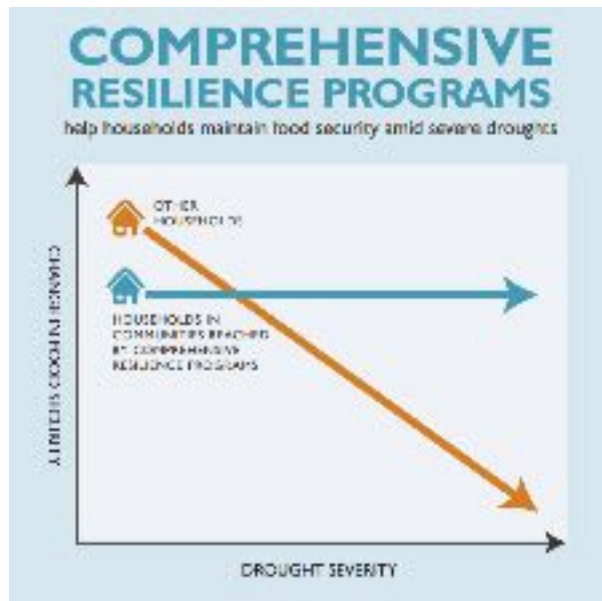 COMPREHENSIVE
RESILIENCE PROGRAMS
help households maintain food security amid severe droughts
OTHER
HOUSEHOLDS
HOUSEHOLDS IN
COMMUNITIES REACHED
BY COMPREHENSIVE
RESILIENCE PROGRAMS
CHANGE IN FOOD SECURITY
DROUGHT SEVERITY